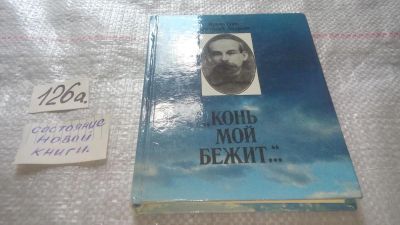 126а.
СОСТОЯНИЕ
НОВОЙ
КНИГИ.
„КОНЬ
МОЙ
БЕЖИТ..."